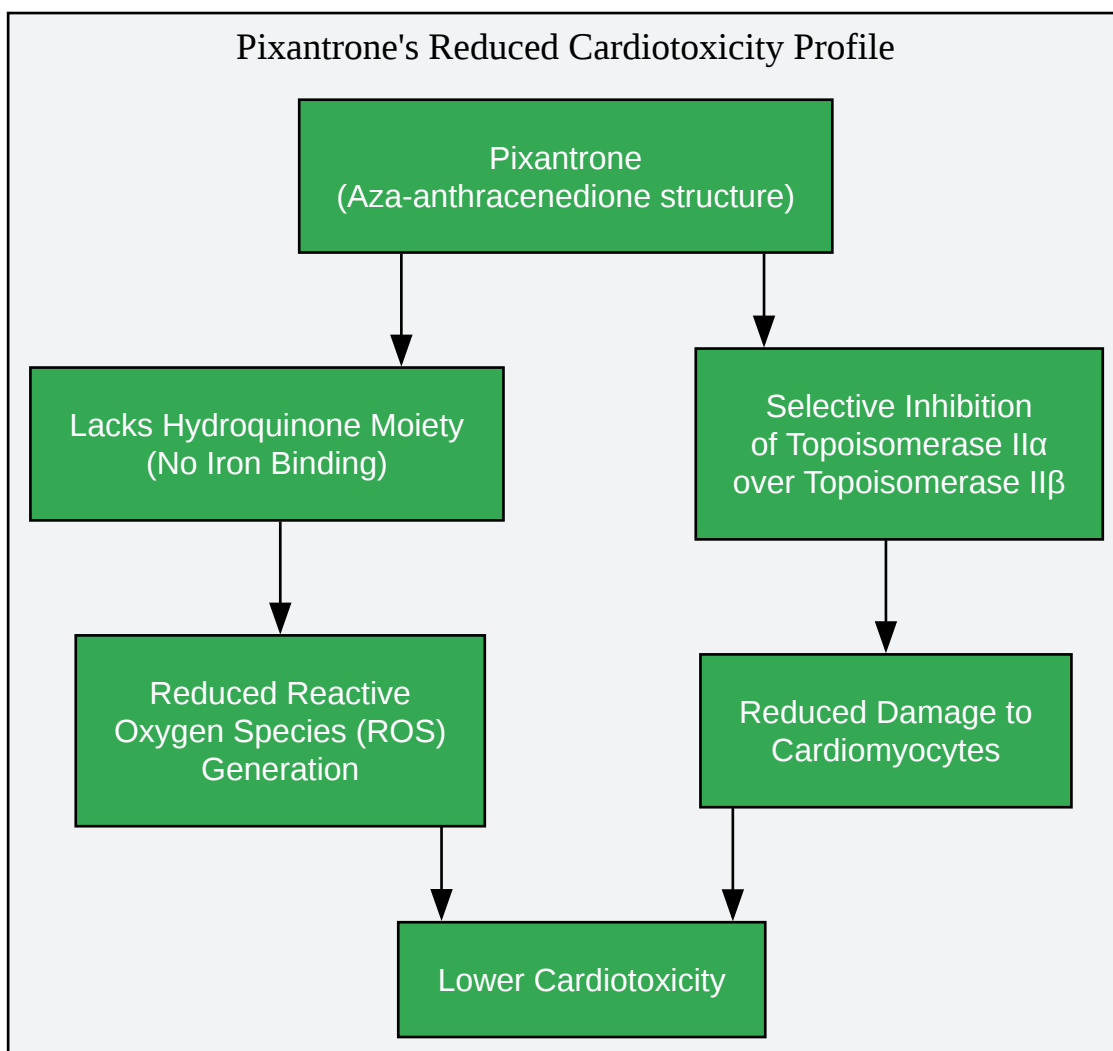 Pixantrone's Reduced Cardiotoxicity Profile
Pixantrone
(Aza-anthracenedione structure)
Lacks Hydroquinone Moiety
(No Iron Binding)
Selective Inhibition
of Topoisomerase IIα
over Topoisomerase IIβ
Reduced Reactive
Oxygen Species (ROS)
Generation
Reduced Damage to
Cardiomyocytes
Lower Cardiotoxicity